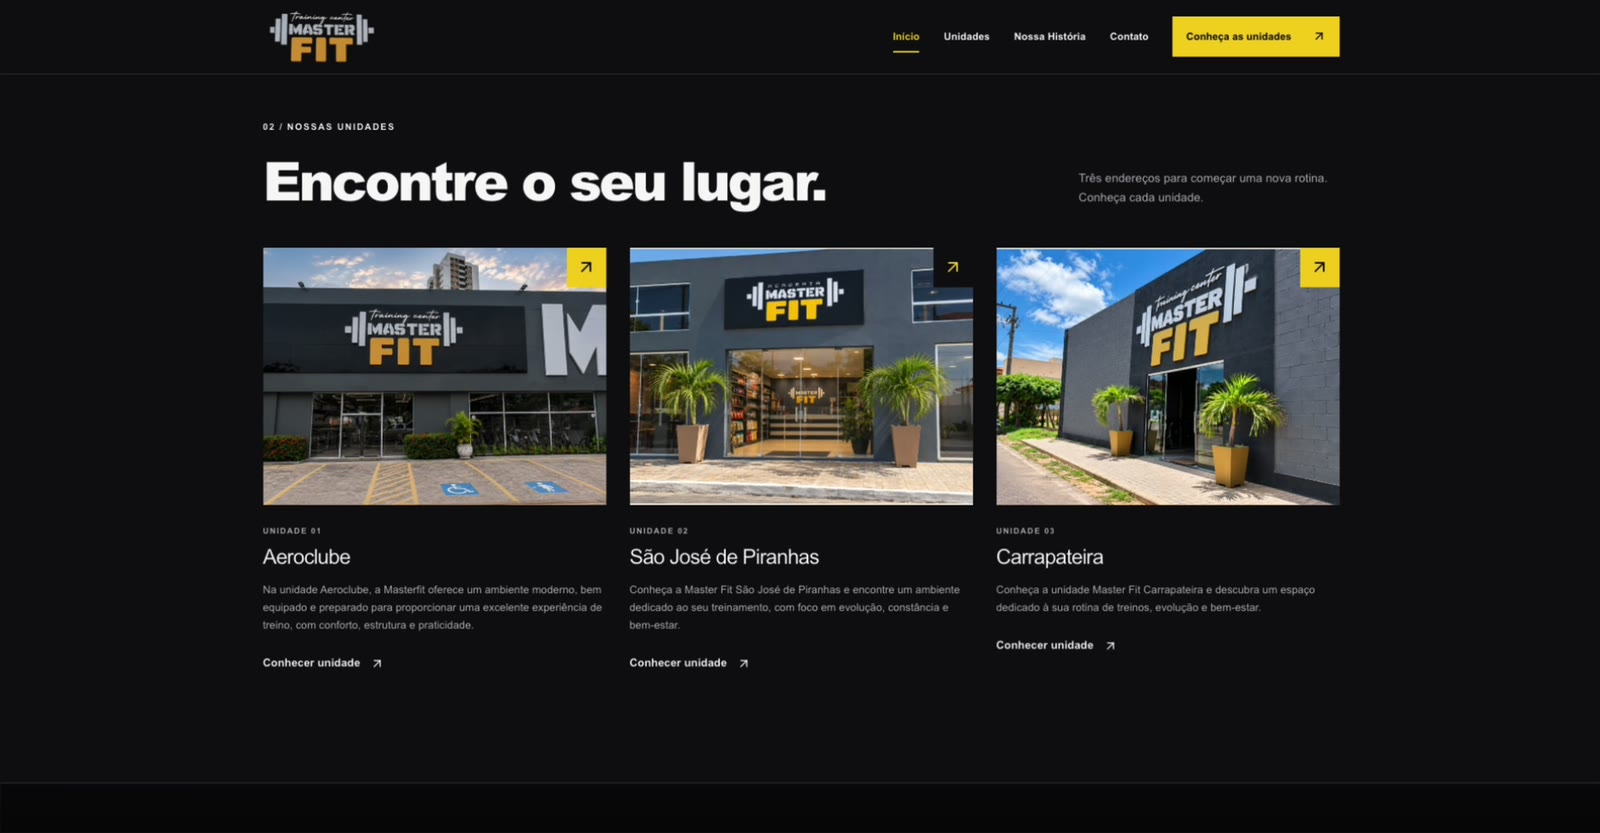 Training center
MASTER
FIT
Início
Unidades
Nossa História
Contato
Conheça as unidades
02 / NOSSAS UNIDADES
Encontre o seu lugar.
Três endereços para começar uma nova rotina.
Conheça cada unidade.
Training center
MASTER
FIT
M
ACADEMIA
MASTER
FIT
MASTER
FIT
training center
MASTER
FIT
UNIDADE 01
Aeroclube
Na unidade Aeroclube, a Masterfit oferece um ambiente moderno, bem
equipado e preparado para proporcionar uma excelente experiência de
treino, com conforto, estrutura e praticidade.
Conhecer unidade
UNIDADE 02
São José de Piranhas
Conheça a Master Fit São José de Piranhas e encontre um ambiente
dedicado ao seu treinamento, com foco em evolução, constância e
bem-estar.
Conhecer unidade
UNIDADE 03
Carrapateira
Conheça a unidade Master Fit Carrapateira e descubra um espaço
dedicado à sua rotina de treinos, evolução e bem-estar.
Conhecer unidade